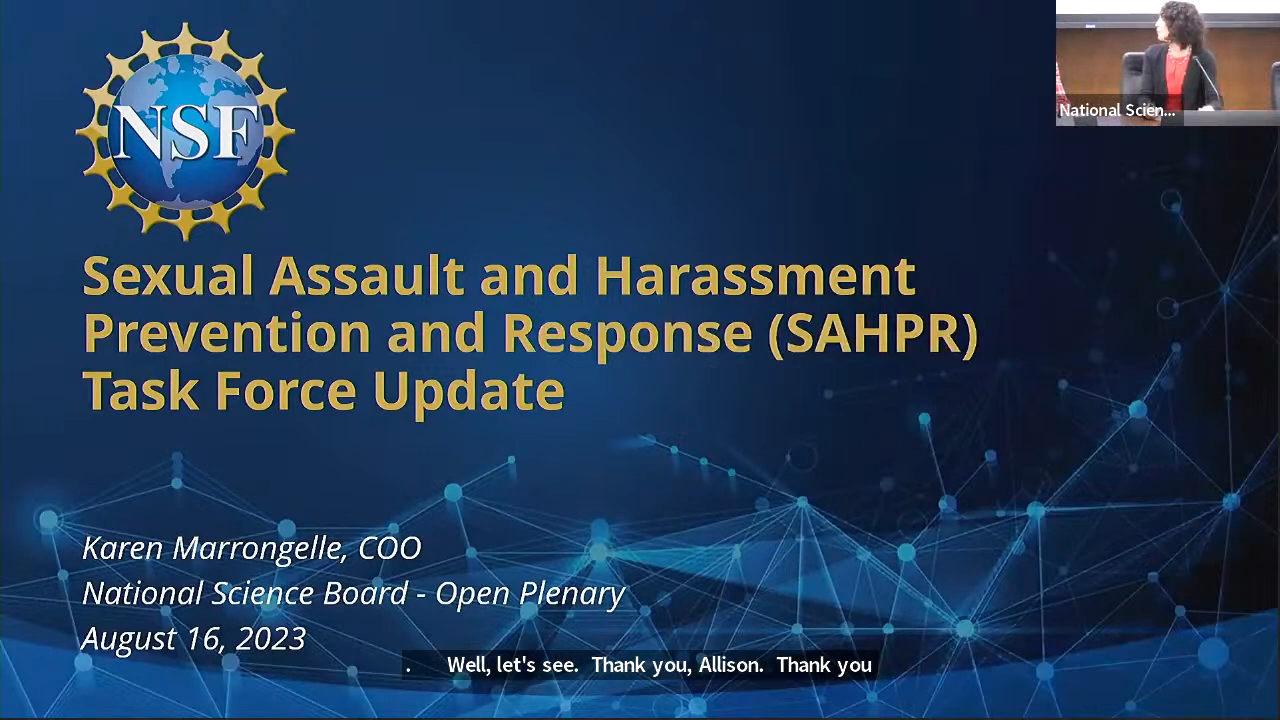 NSF
National Scien...
Sexual Assault and Harassment
Prevention and Response (SAHPR)
Task Force Update
Karen Marrongelle, COO
National Science Board - Open Plenary
August 16, 2023
. Well, let's see. Thank you, Allison. Thank you